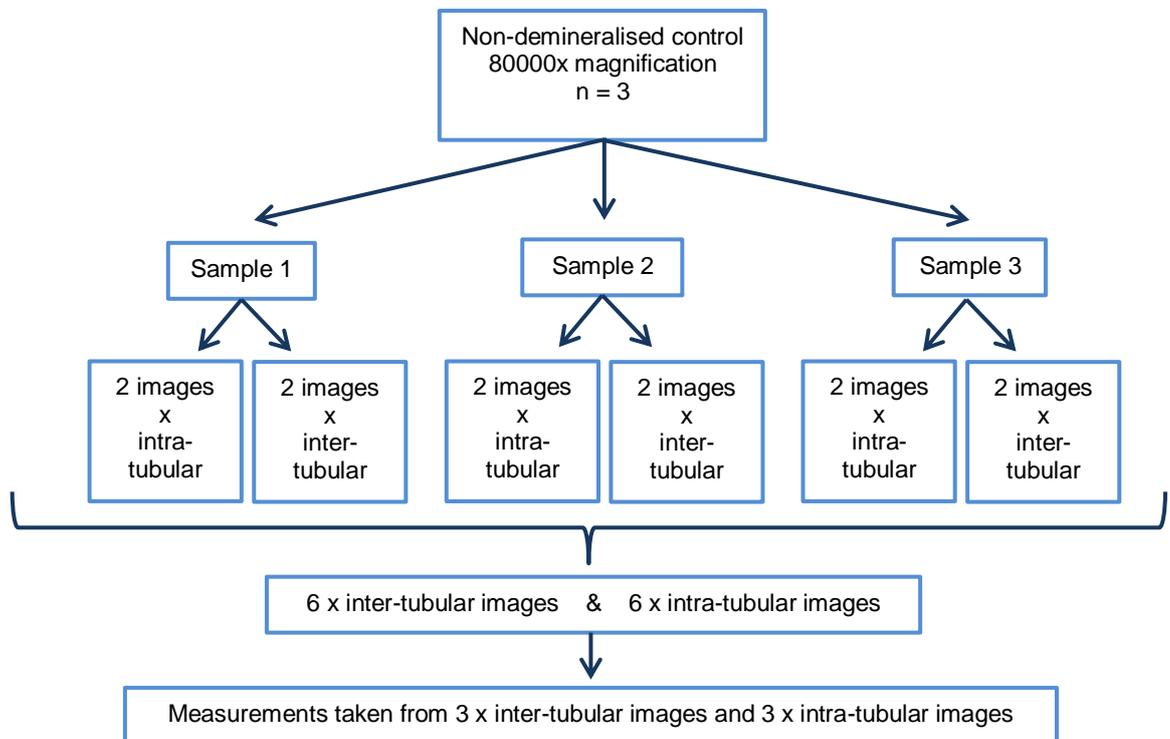 Non-demineralised control
80000x magnification
n = 3
Sample 1
Sample 2
Sample 3
2 images
x
intra-
tubular
2 images
x
inter-
tubular
2 images
x
intra-
tubular
2 images
x
inter-
tubular
2 images
x
intra-
tubular
2 images
x
inter-
tubular
6 x inter-tubular images & 6 x intra-tubular images
Measurements taken from 3 x inter-tubular images and 3 x intra-tubular images